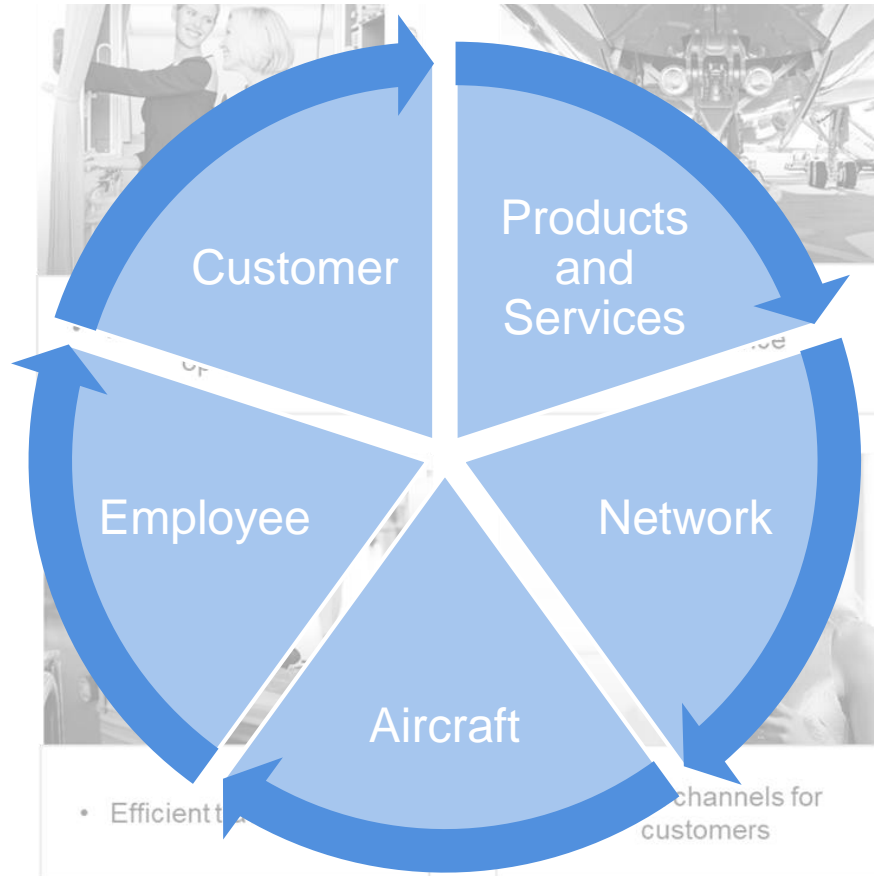 Customer
Products
and
Services
Employee
Network
Aircraft
• Efficient
channels for
customers